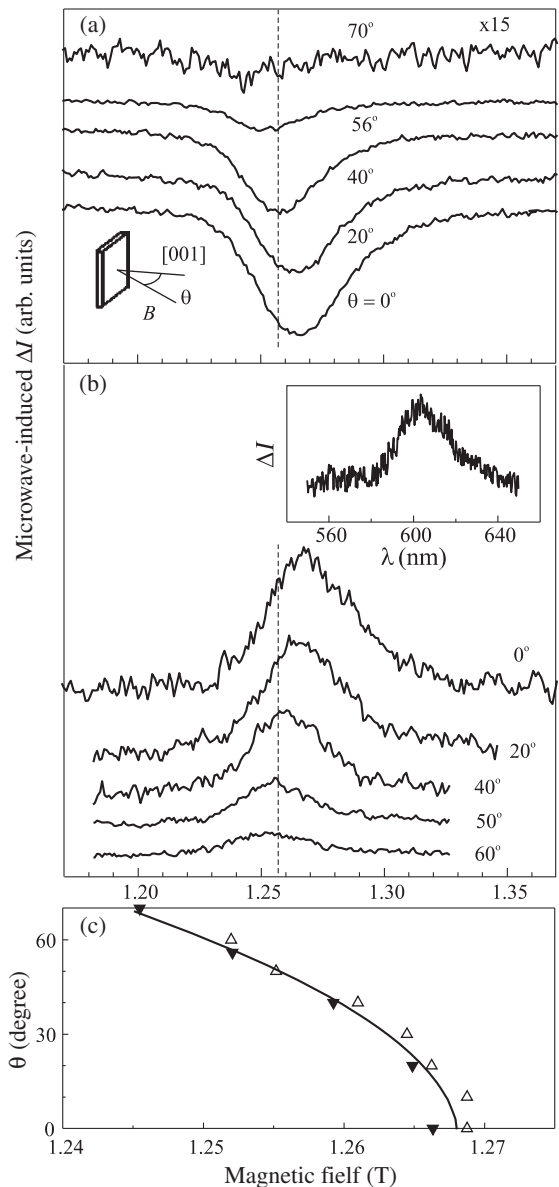 (a)
70°
x15
56°
40°
20°
θ = 0°
[001]
θ
B
Microwave-induced ΔI (arb. units)
(b)
ΔI
560 600 640
λ (nm)
0°
20°
40°
50°
60°
1.20 1.25 1.30 1.35
(c)
θ (degree)
60
30
0
1.24 1.25 1.26 1.27
Magnetic fielf (T)